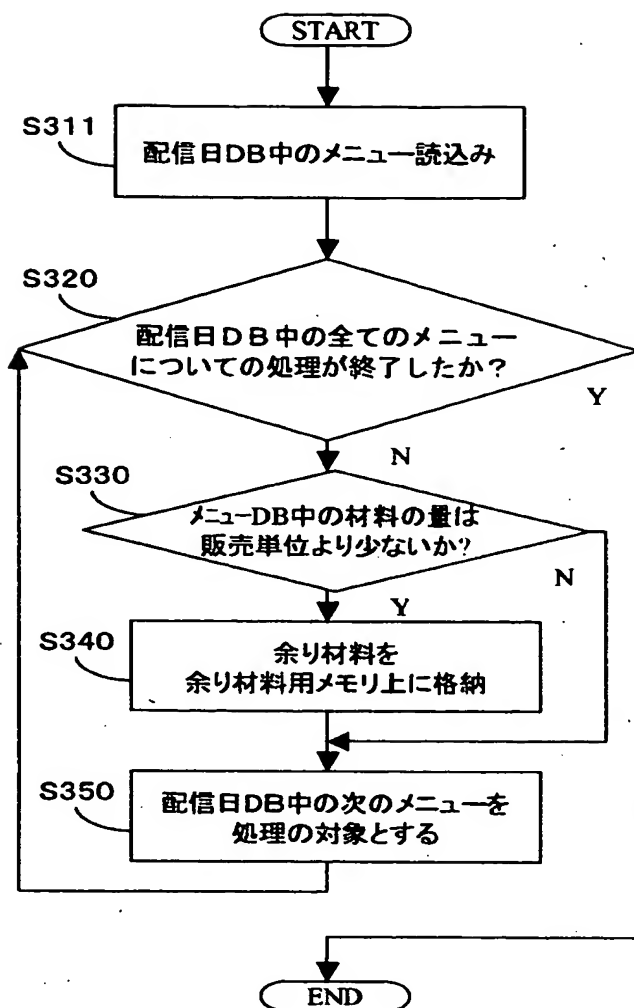 START
S311
配信日DB中のメニュー読込み
S320
配信日DB中の全てのメニュー
についての処理が終了したか?
Y
N
S330
メニューDB中の材料の量は
販売単位より少ないか?
N
Y
S340
余り材料を
余り材料用メモリ上に格納
S350
配信日DB中の次のメニューを
処理の対象とする
END